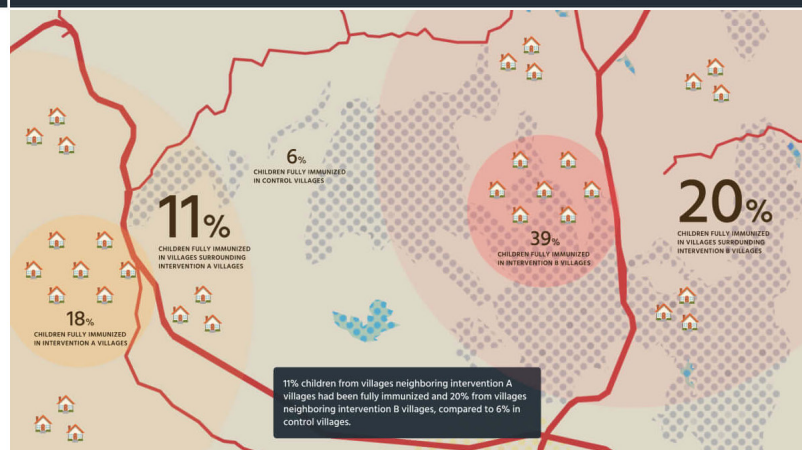 6%
CHILDREN FULLY IMMUNIZED
IN CONTROL VILLAGES
11%
CHILDREN FULLY IMMUNIZED
IN VILLAGES SURROUNDING
INTERVENTION A VILLAGES
18%
CHILDREN FULLY IMMUNIZED
IN INTERVENTION A VILLAGES
39%
CHILDREN FULLY IMMUNIZED
IN INTERVENTION B VILLAGES
20%
CHILDREN FULLY IMMUNIZED
IN VILLAGES SURRUNDING
INTERVENTION B VILLAGES
11% children from villages neighboring intervention A
villages had been fully immunized and 20% from villages
neighboring intervention B villages, compared to 6% in
control villages.